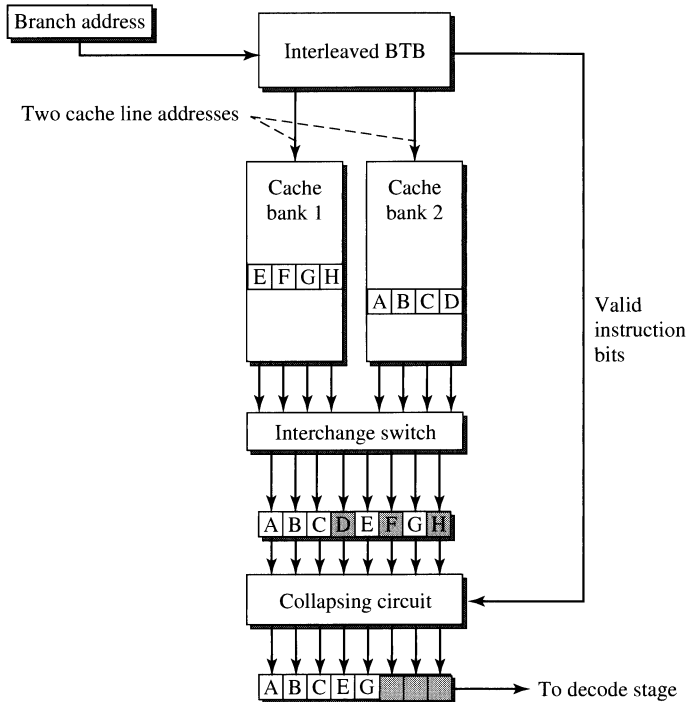 Branch address
Interleaved BTB
Two cache line addresses
Cache
bank 1
Cache
bank 2
E F G H
A B C D
Valid
instruction
bits
Interchange switch
A B C D E F G H
Collapsing circuit
A B C E G
To decode stage